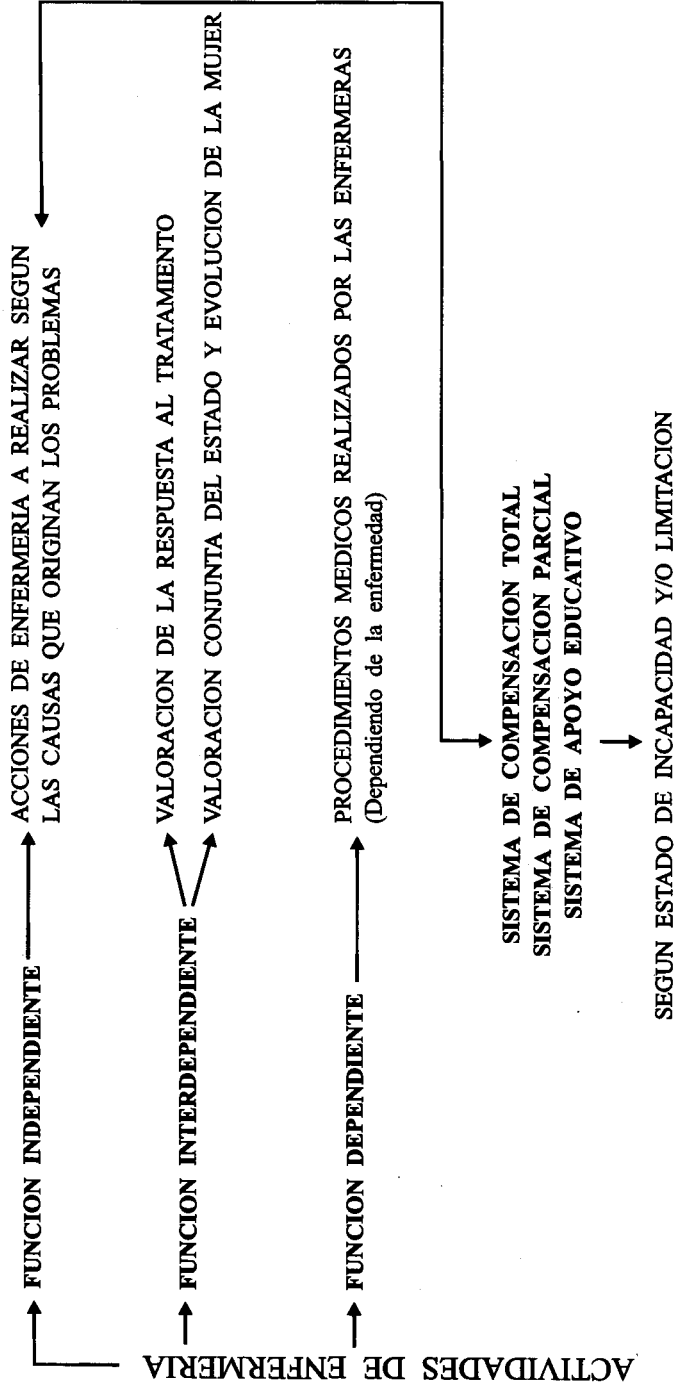 ACTIVIDADES DE ENFERMERIA
FUNCION INDEPENDIENTE
ACCIONES DE ENFERMERIA A REALIZAR SEGUN
LAS CAUSAS QUE ORIGINAN LOS PROBLEMAS
FUNCION INTERDEPENDIENTE
VALORACION DE LA RESPUESTA AL TRATAMIENTO
VALORACION CONJUNTA DEL ESTADO Y EVOLUCION DE LA MUJER
FUNCION DEPENDIENTE
PROCEDIMIENTOS MEDICOS REALIZADOS POR LAS ENFERMERAS
(Dependiendo de la enfermedad)
SISTEMA DE COMPENSACION TOTAL
SISTEMA DE COMPENSACION PARCIAL
SISTEMA DE APOYO EDUCATIVO
SEGUN ESTADO DE INCAPACIDAD Y/O LIMITACION